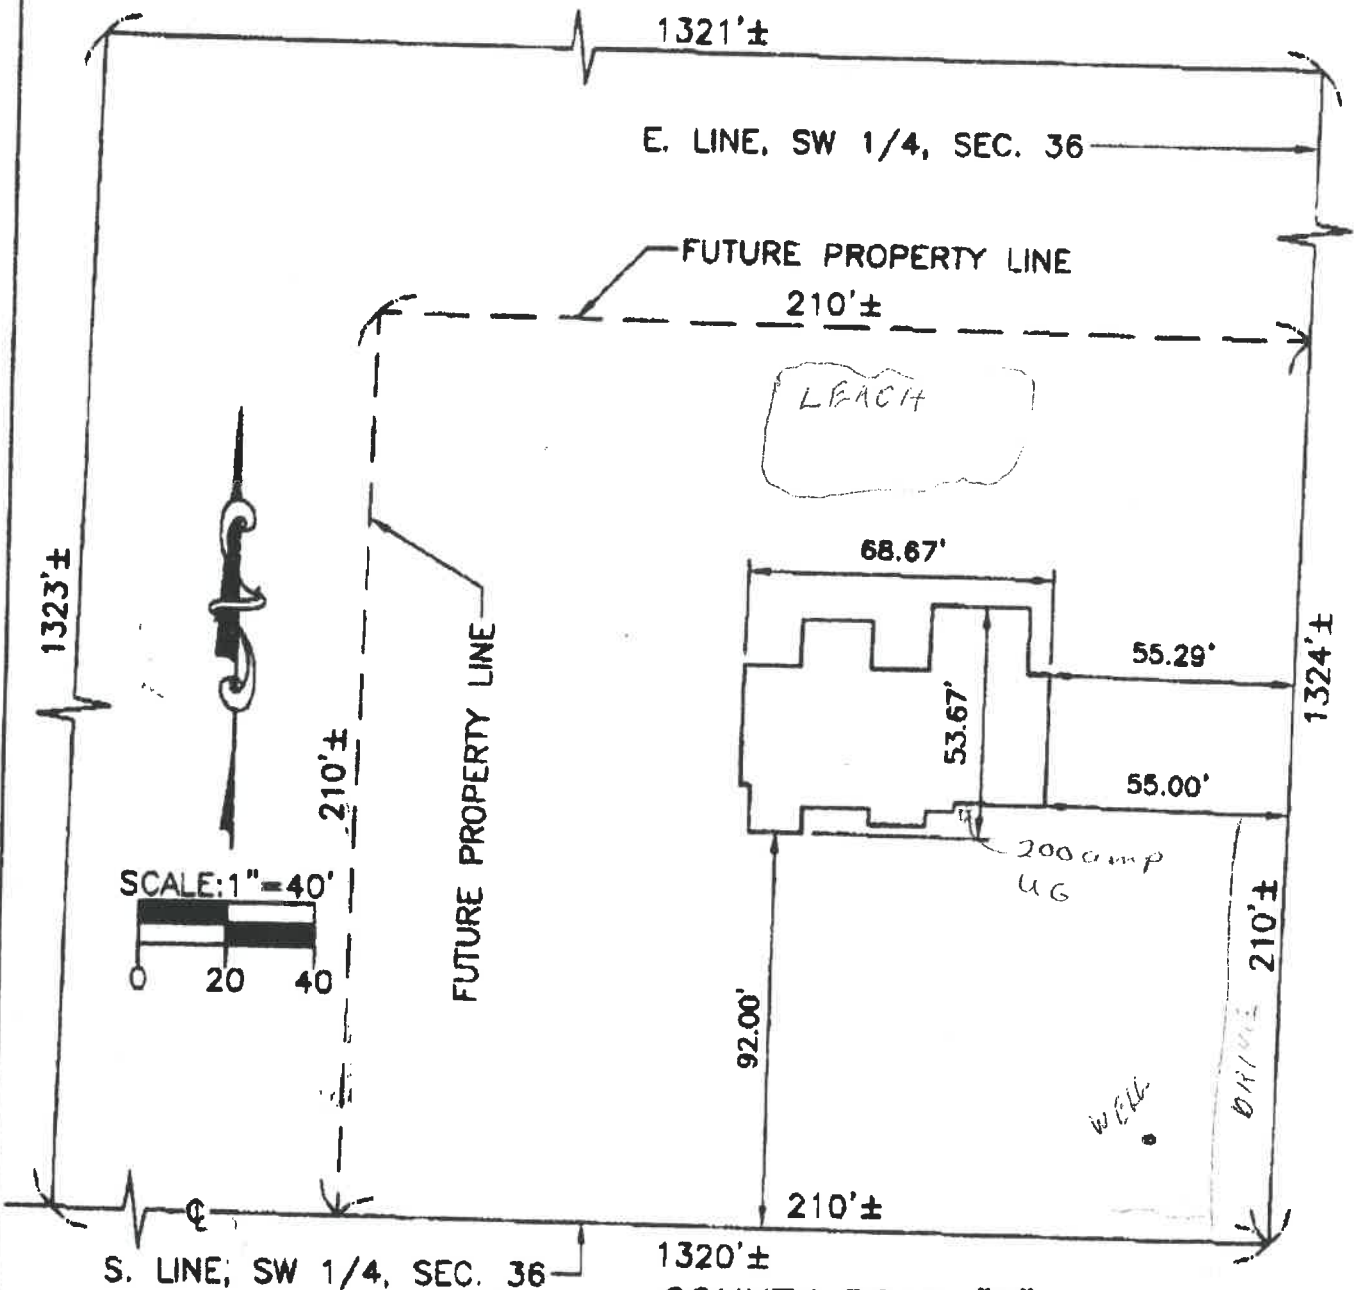 1321'±
E. LINE, SW 1/4, SEC. 36
FUTURE PROPERTY LINE
210'±
LEACH
68.67'
1323'±
FUTURE PROPERTY LINE
53.67'
55.29'
1324'±
210'±
55.00'
200 amp
UG
SCALE: 1"=40'
0 20 40
210'±
92.00'
WELL
DRIVE
℄
210'±
S. LINE, SW 1/4, SEC. 36
1320'±